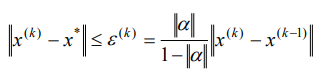 ‖x^(k) − x^*‖ ≤ ε^(k) = ‖α‖ / (1 − ‖α‖) ‖x^(k) − x^(k−1)‖